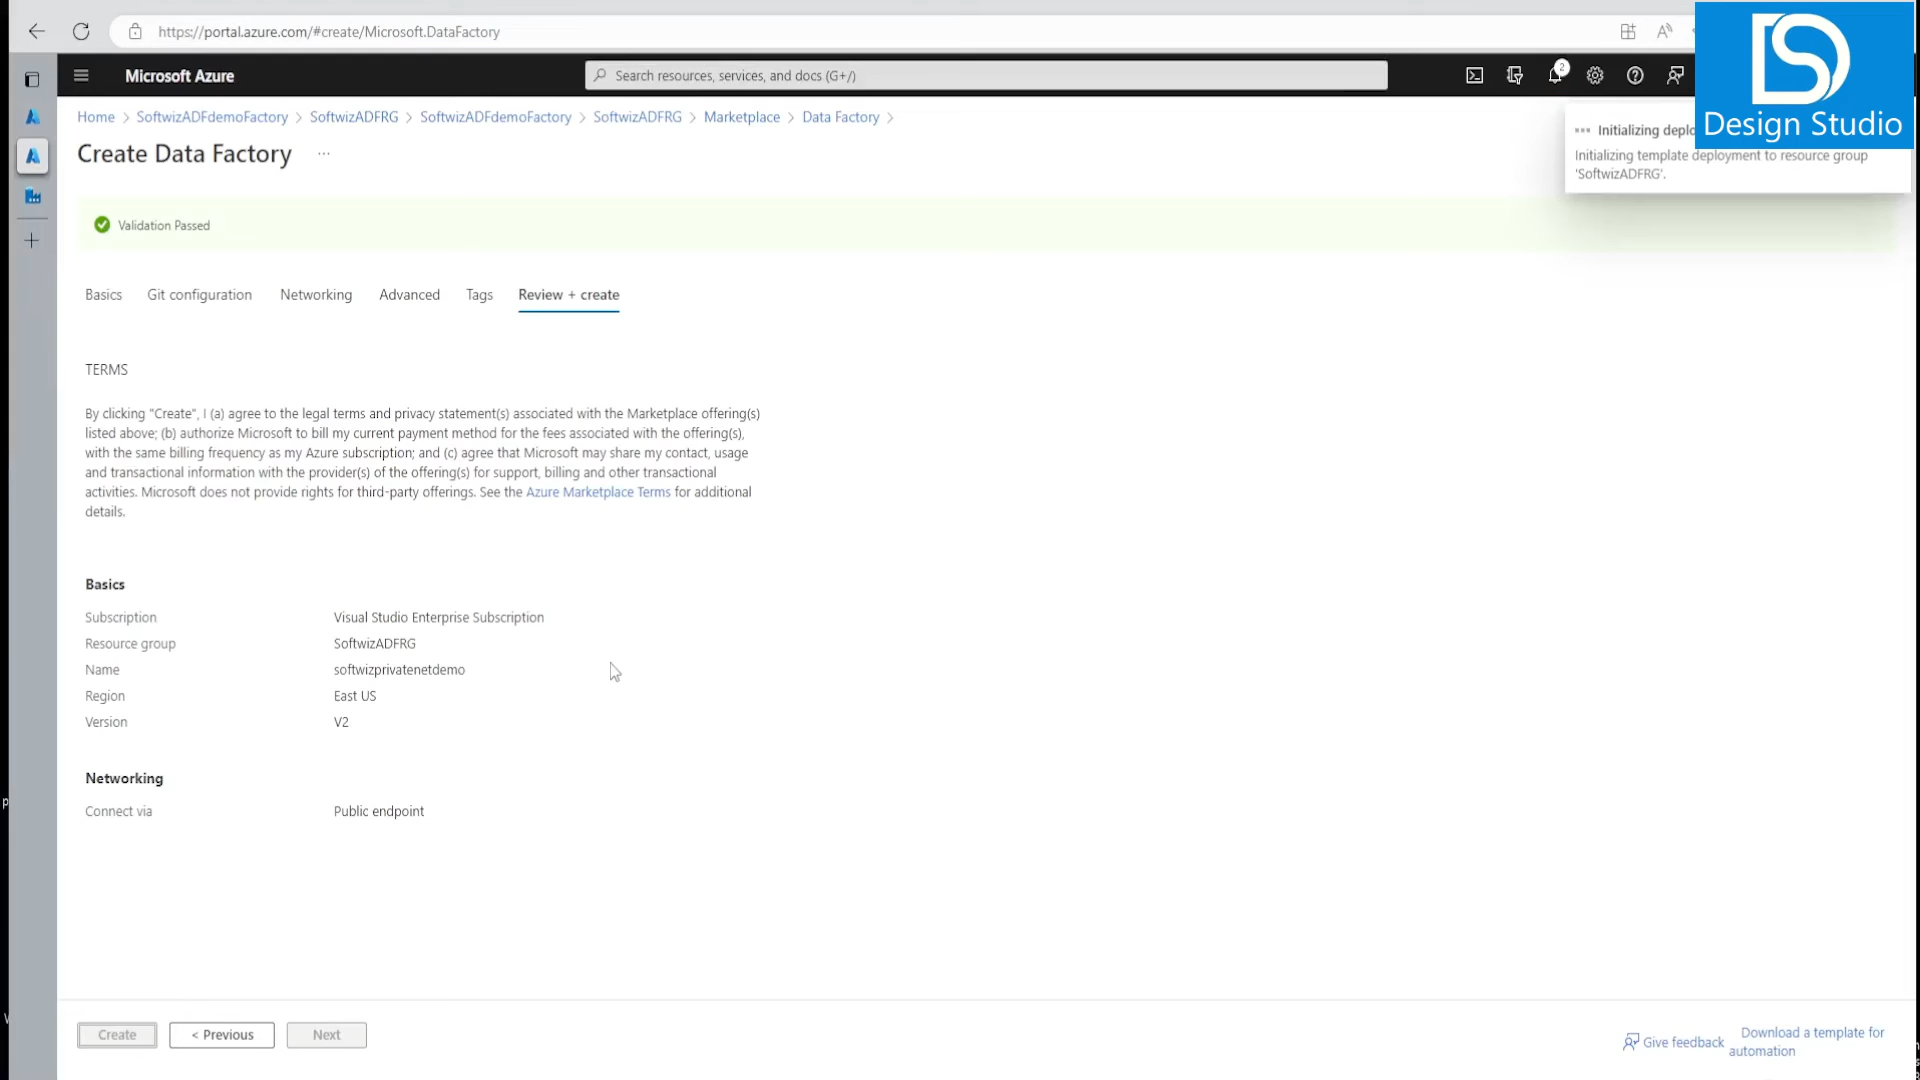 https://portal.azure.com/#create/Microsoft.DataFactory
Microsoft Azure
Search resources, services, and docs (G+/)
2
DS
Design Studio
Home > SoftwizADFdemoFactory > SoftwizADFRG > SoftwizADFdemoFactory > SoftwizADFRG > Marketplace > Data Factory >
Create Data Factory ...
Initializing deplo
Initializing template deployment to resource group
'SoftwizADFRG'.
Validation Passed
Basics Git configuration Networking Advanced Tags Review + create
TERMS
By clicking "Create", I (a) agree to the legal terms and privacy statement(s) associated with the Marketplace offering(s)
listed above; (b) authorize Microsoft to bill my current payment method for the fees associated with the offering(s),
with the same billing frequency as my Azure subscription; and (c) agree that Microsoft may share my contact, usage
and transactional information with the provider(s) of the offering(s) for support, billing and other transactional
activities. Microsoft does not provide rights for third-party offerings. See the Azure Marketplace Terms for additional
details.
Basics
Subscription Visual Studio Enterprise Subscription
Resource group SoftwizADFRG
Name softwizprivatenetdemo
Region East US
Version V2
Networking
Connect via Public endpoint
Create < Previous Next
Give feedback
Download a template for
automation